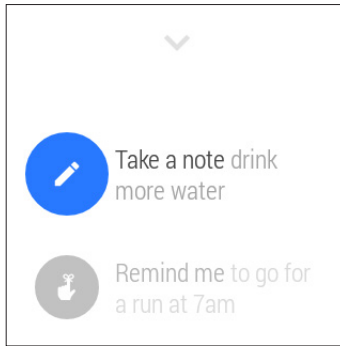 Take a note drink
more water
Remind me to go for
a run at 7am